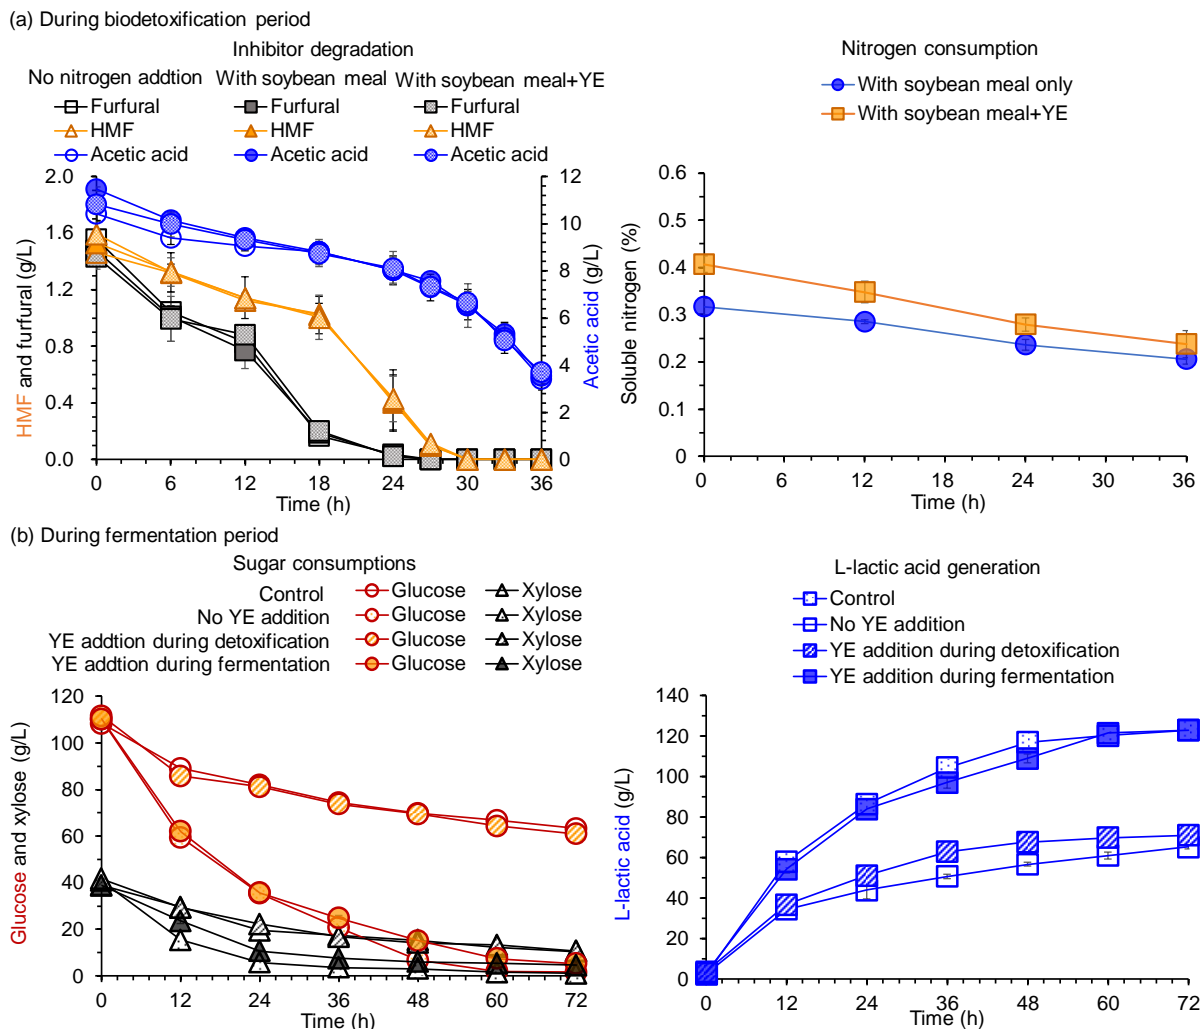 (a) During biodetoxification period
Inhibitor degradation
No nitrogen addtion With soybean meal With soybean meal+YE
Furfural Furfural Furfural
HMF HMF HMF
Acetic acid Acetic acid Acetic acid
2.0 1.6 1.2 0.8 0.4 0.0
HMF and furfural (g/L)
12 10 8 6 4 2 0
Acetic acid (g/L)
0 6 12 18 24 30 36
Time (h)
Nitrogen consumption
With soybean meal only
With soybean meal+YE
0.6 0.5 0.4 0.3 0.2 0.1 0
Soluble nitrogen (%)
0 12 24 36
Time (h)
(b) During fermentation period
Sugar consumptions
Control Glucose Xylose
No YE addition Glucose Xylose
YE addtion during detoxification Glucose Xylose
YE addtion during fermentation Glucose Xylose
120 100 80 60 40 20 0
Glucose and xylose (g/L)
0 12 24 36 48 60 72
Time (h)
L-lactic acid generation
Control
No YE addition
YE addition during detoxification
YE addition during fermentation
140 120 100 80 60 40 20 0
L-lactic acid (g/L)
0 12 24 36 48 60 72
Time (h)